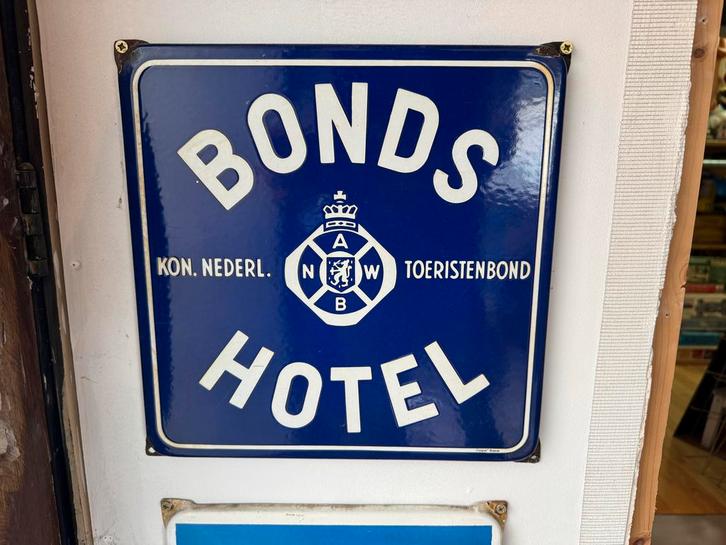 BONDS
KON. NEDERL. TOERISTENBOND
A
N W
B
HOTEL